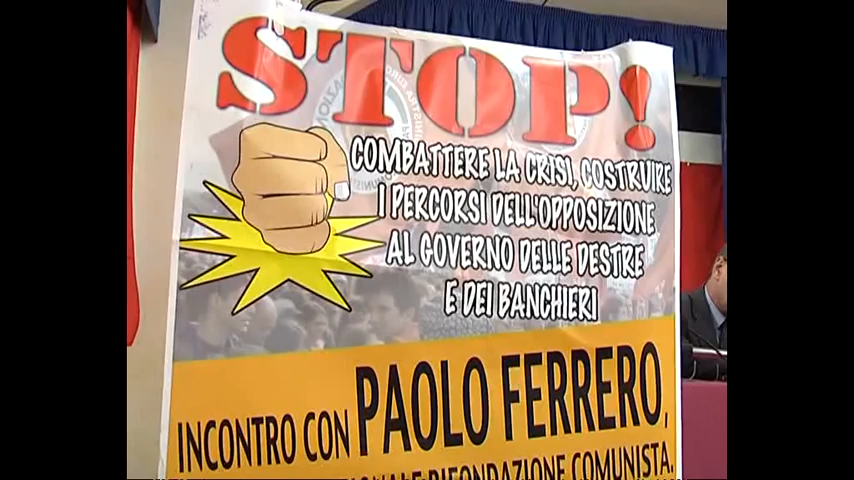 STOP!
COMBATTERE LA CRISI, COSTRUIRE
I PERCORSI DELL'OPPOSIZIONE
AL GOVERNO DELLE DESTRE
E DEI BANCHIERI
INCONTRO CON PAOLO FERRERO,
RIFONDAZIONE COMUNISTA.